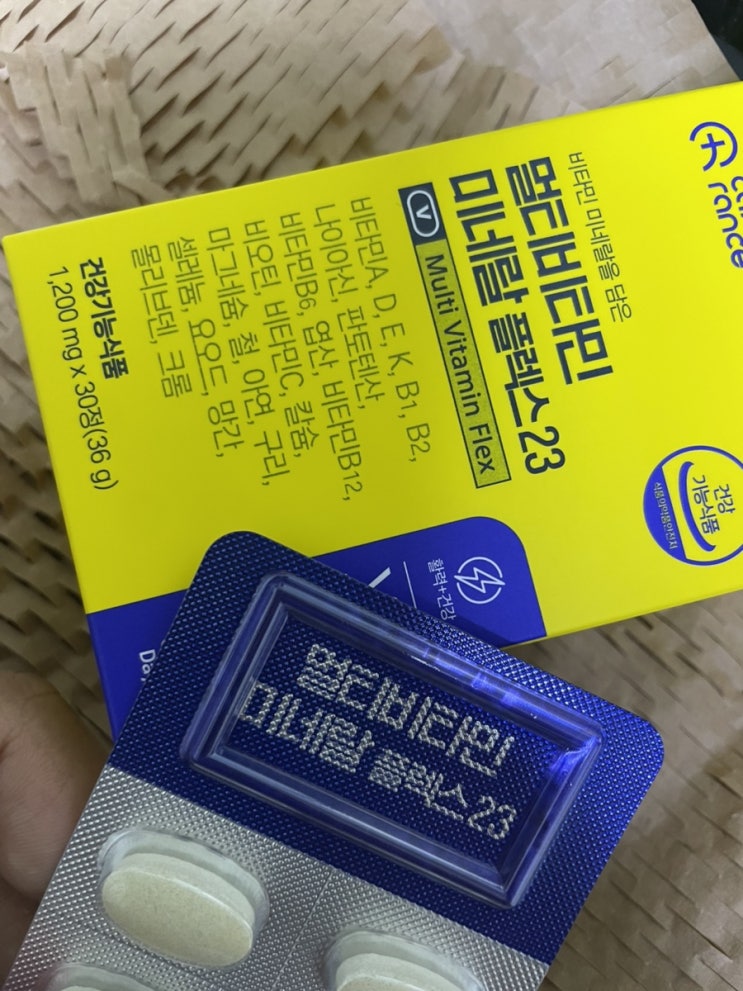 rance
비타민 미네랄을 담은
멀티비타민
미네랄 플렉스23
V Multi Vitamin Flex
비타민A, D, E, K, B1, B2,
나이아신, 판토텐산,
비타민B6, 엽산, 비타민B12,
비오틴, 비타민C, 칼슘,
마그네슘, 철, 아연, 구리,
셀레늄, 요오드, 망간,
몰리브덴, 크롬
건강기능식품
1,200 mg x 30정(36 g)
건강
기능식품
식품의약품안전처
활력+건강
V
Da
멀티비타민
미네랄 플렉스23